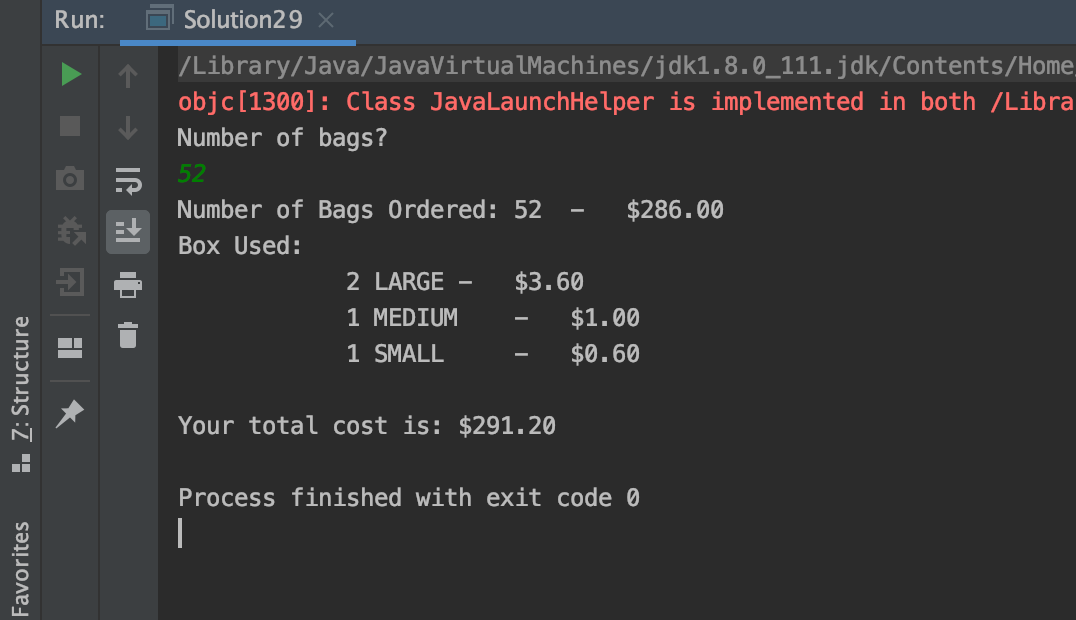 Run: Solution29
/Library/Java/JavaVirtualMachines/jdk1.8.0_111.jdk/Contents/Home/
objc[1300]: Class JavaLaunchHelper is implemented in both /Libra
Number of bags?
52
Number of Bags Ordered: 52 - $286.00
Box Used:
2 LARGE - $3.60
1 MEDIUM - $1.00
1 SMALL - $0.60
Your total cost is: $291.20
Process finished with exit code 0
7: Structure
Favorites